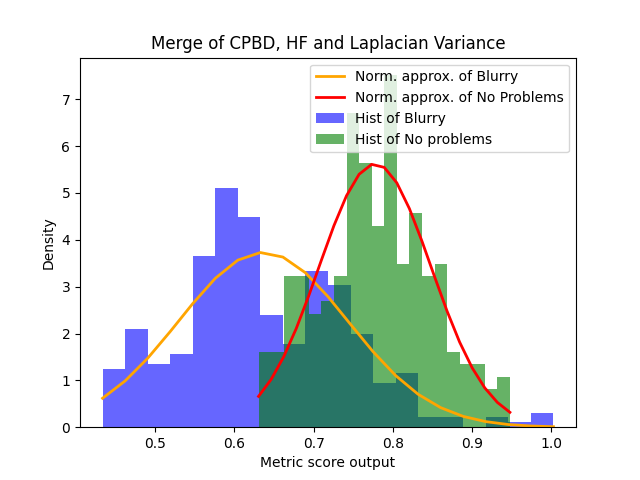 Merge of CPBD, HF and Laplacian Variance
Norm. approx. of Blurry
Norm. approx. of No Problems
Hist of Blurry
Hist of No problems
Density
7
6
5
4
3
2
1
0
0.5 0.6 0.7 0.8 0.9 1.0
Metric score output